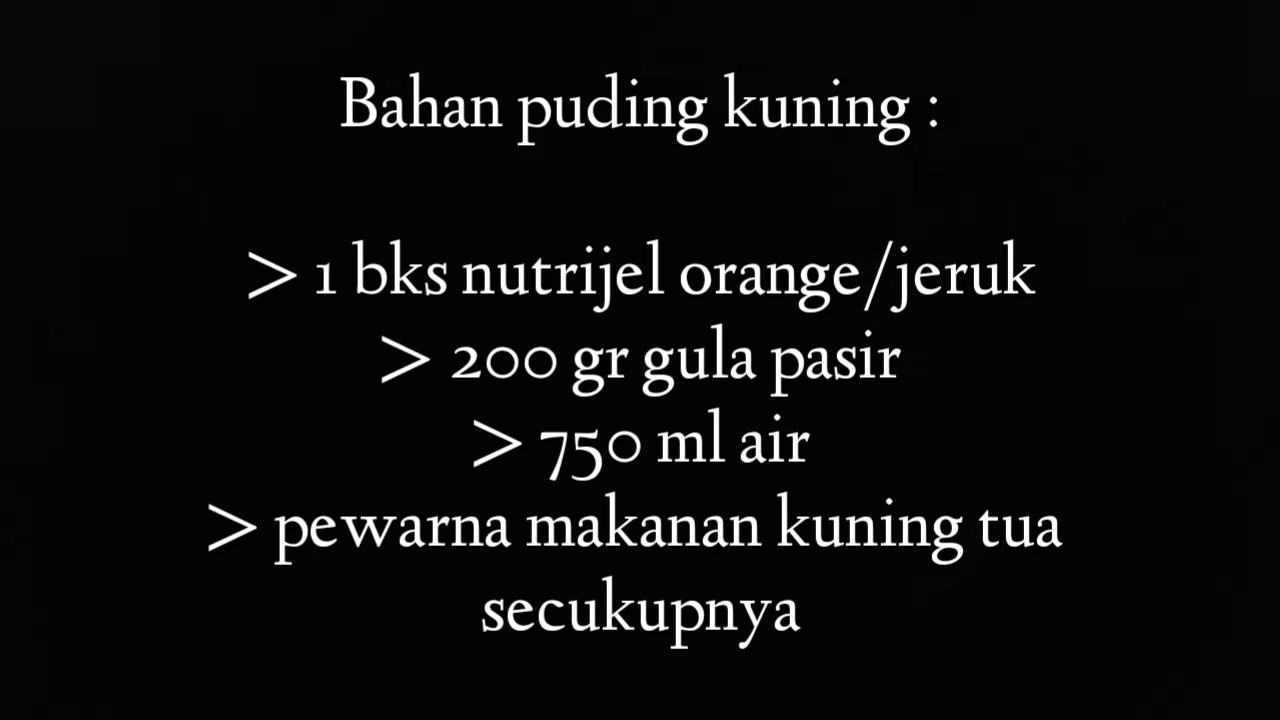 Bahan puding kuning :
> 1 bks nutrijel orange/jeruk
> 200 gr gula pasir
> 750 ml air
> pewarna makanan kuning tua
secukupnya